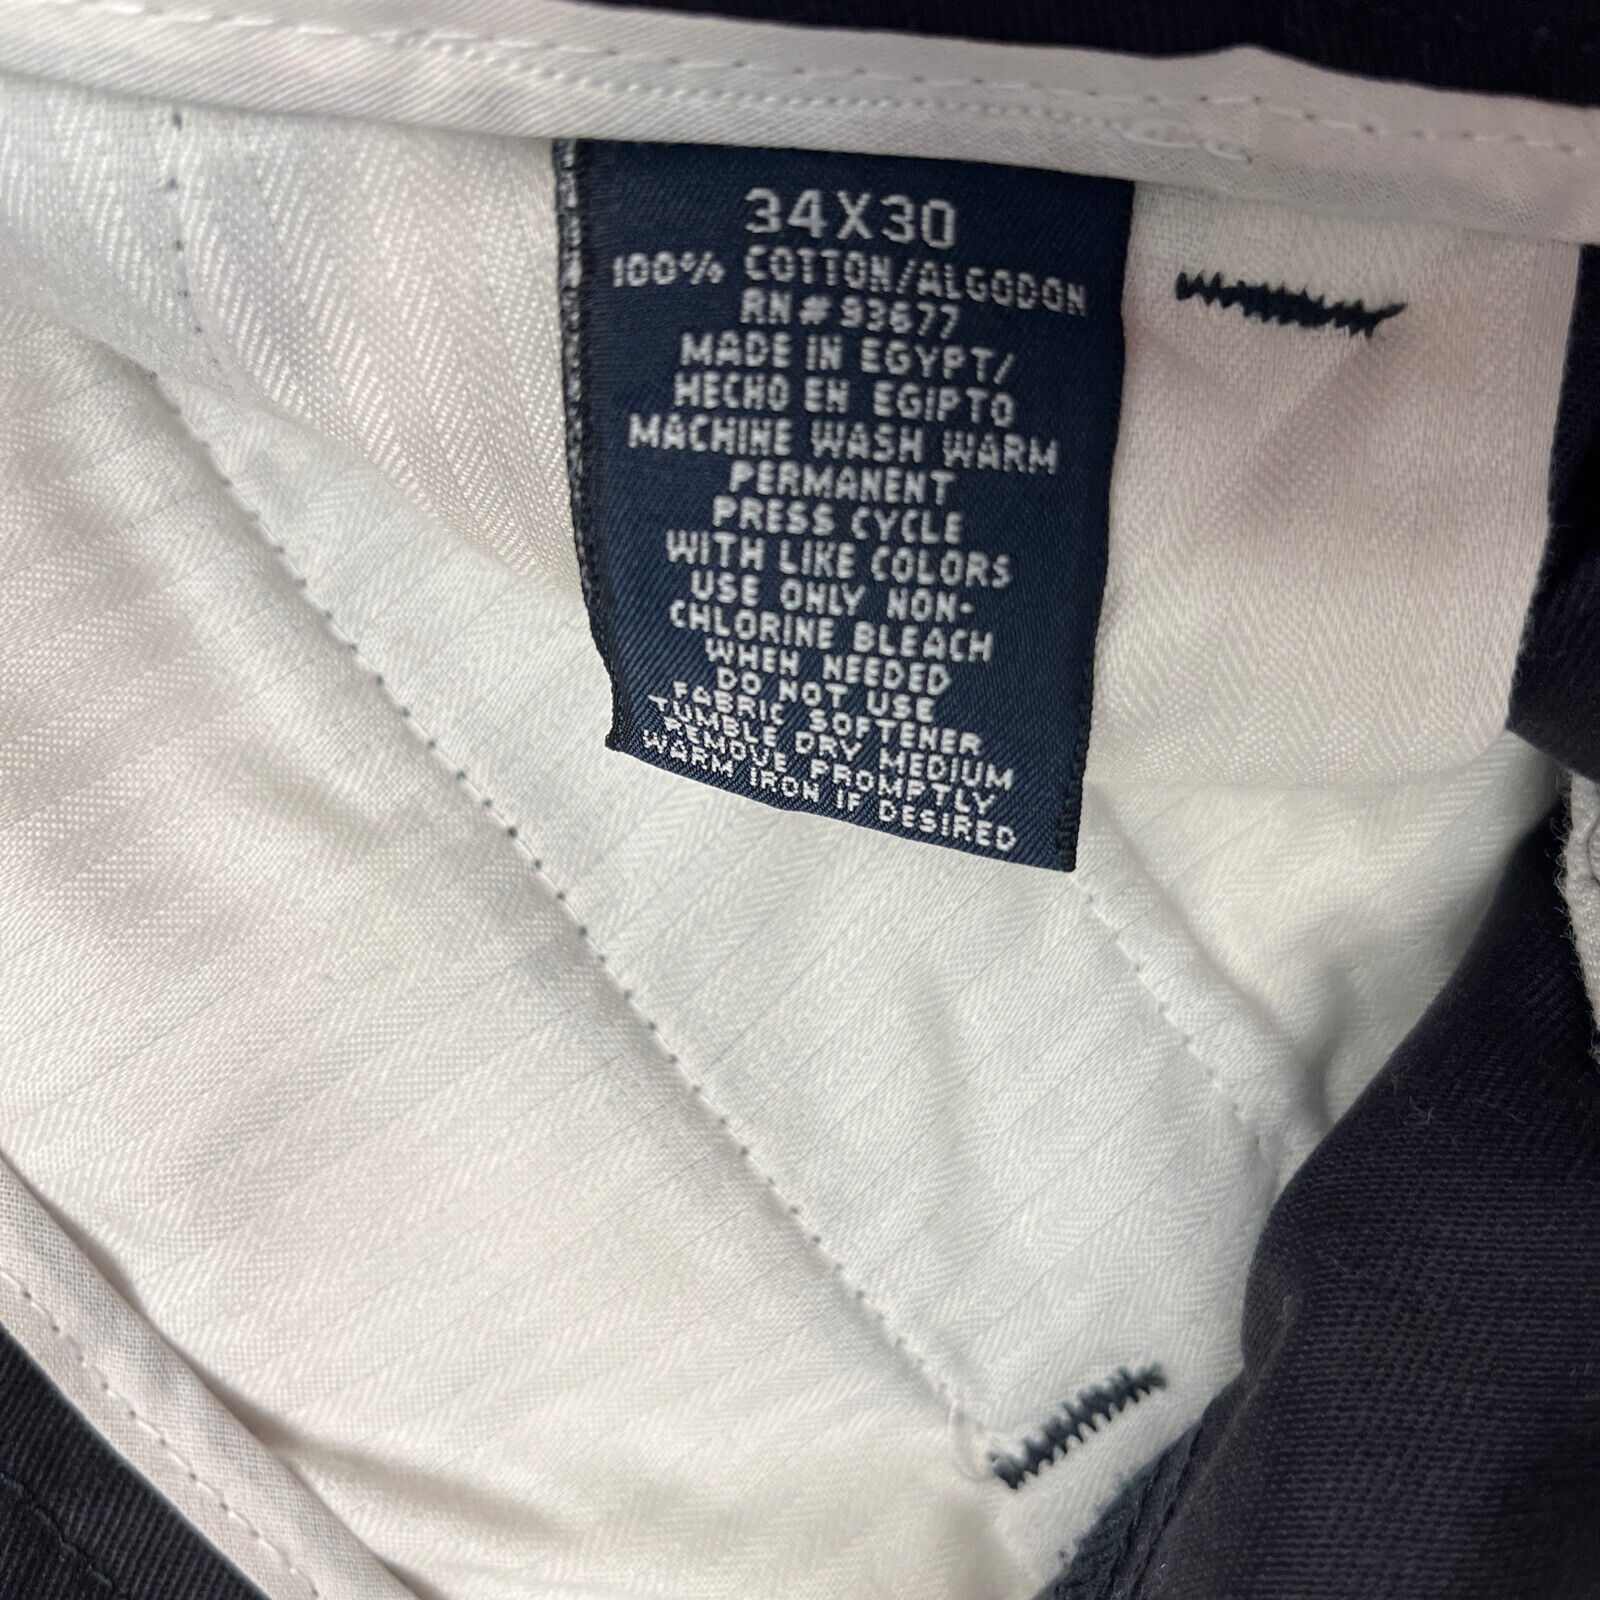 34X30
100% COTTON/ALGODON
RN# 93677
MADE IN EGYPT/
HECHO EN EGIPTO
MACHINE WASH WARM
PERMANENT
PRESS CYCLE
WITH LIKE COLORS
USE ONLY NON-
CHLORINE BLEACH
WHEN NEEDED
DO NOT USE
FABRIC SOFTENER
TUMBLE DRY MEDIUM
REMOVE PROMPTLY
WARM IRON IF DESIRED